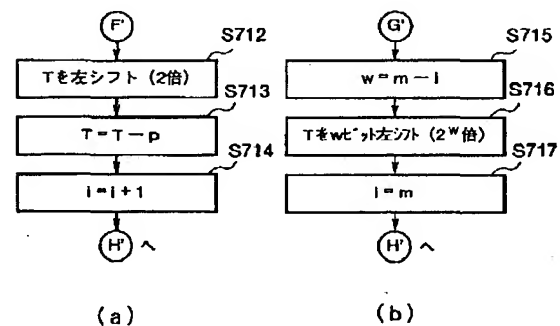 F'
S712
Tを左シフト (2倍)
S713
T=T-p
S714
i=i+1
H' へ
(a)
G'
S715
w=m-i
S716
Tをwビット左シフト (2^w倍)
S717
i=m
H' へ
(b)